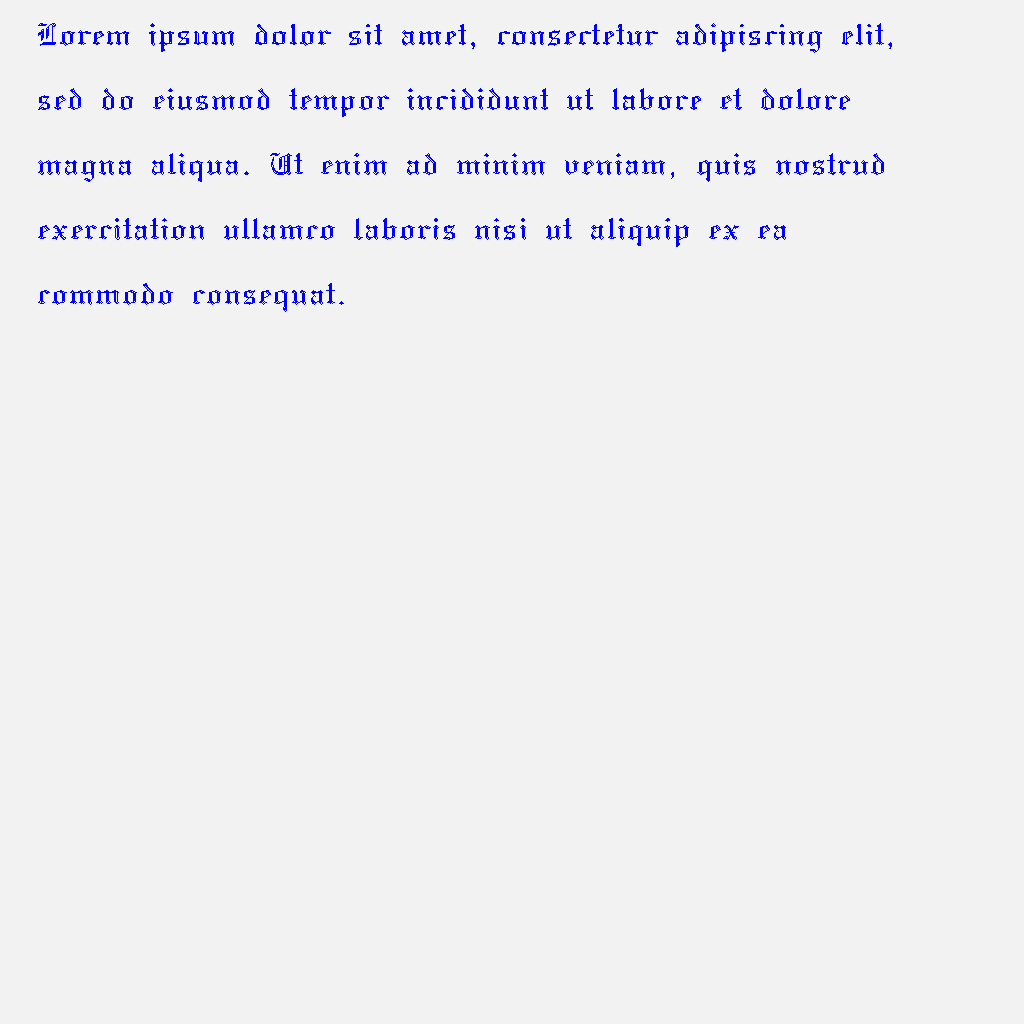 Lorem ipsum dolor sit amet, consectetur adipiscing elit,
sed do eiusmod tempor incididunt ut labore et dolore
magna aliqua. Ut enim ad minim veniam, quis nostrud
exercitation ullamco laboris nisi ut aliquip ex ea
commodo consequat.